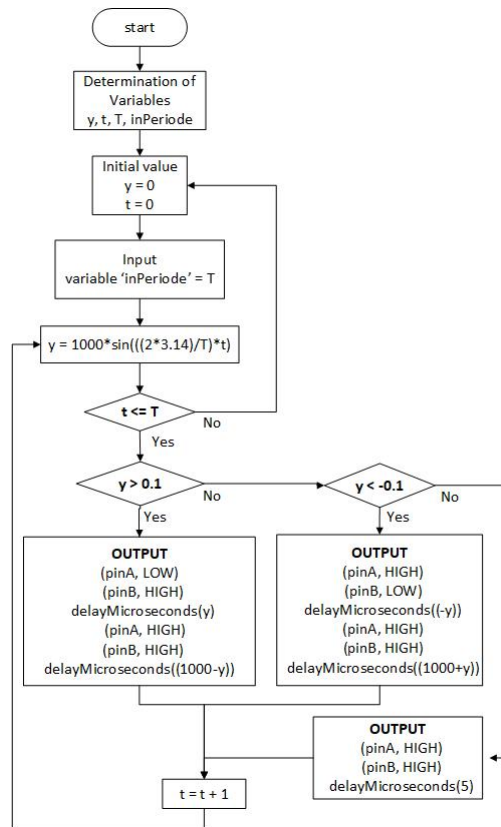 start
Determination of
Variables
y, t, T, inPeriode
Initial value
y = 0
t = 0
Input
variable 'inPeriode' = T
y = 1000*sin(((2*3.14)/T)*t)
t <= T
No
Yes
y > 0.1
No
Yes
y < -0.1
No
Yes
OUTPUT
(pinA, LOW)
(pinB, HIGH)
delayMicroseconds(y)
(pinA, HIGH)
(pinB, HIGH)
delayMicroseconds((1000-y))
OUTPUT
(pinA, HIGH)
(pinB, LOW)
delayMicroseconds((-y))
(pinA, HIGH)
(pinB, HIGH)
delayMicroseconds((1000+y))
OUTPUT
(pinA, HIGH)
(pinB, HIGH)
delayMicroseconds(5)
t = t + 1